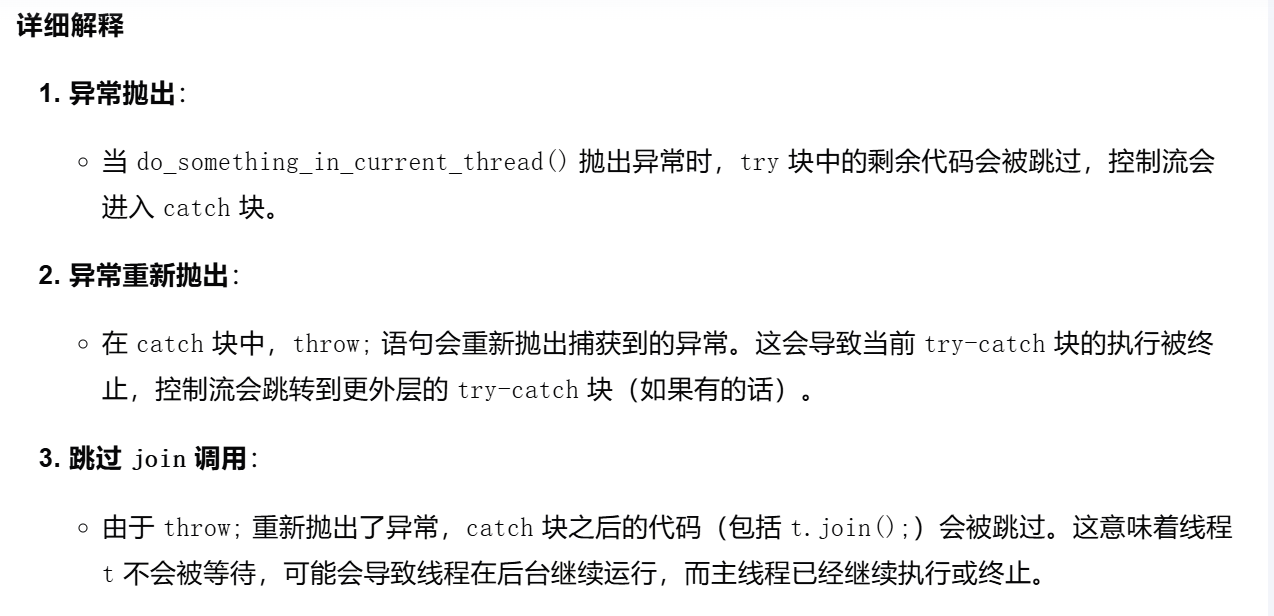 详细解释
1. 异常抛出：
当 do_something_in_current_thread() 抛出异常时，try 块中的剩余代码会被跳过，控制流会
进入 catch 块。
2. 异常重新抛出：
在 catch 块中，throw; 语句会重新抛出捕获到的异常。这会导致当前 try-catch 块的执行被终
止，控制流会跳转到更外层的 try-catch 块（如果有的话）。
3. 跳过 join 调用：
由于 throw; 重新抛出了异常，catch 块之后的代码（包括 t.join();）会被跳过。这意味着线程
t 不会被等待，可能会导致线程在后台继续运行，而主线程已经继续执行或终止。